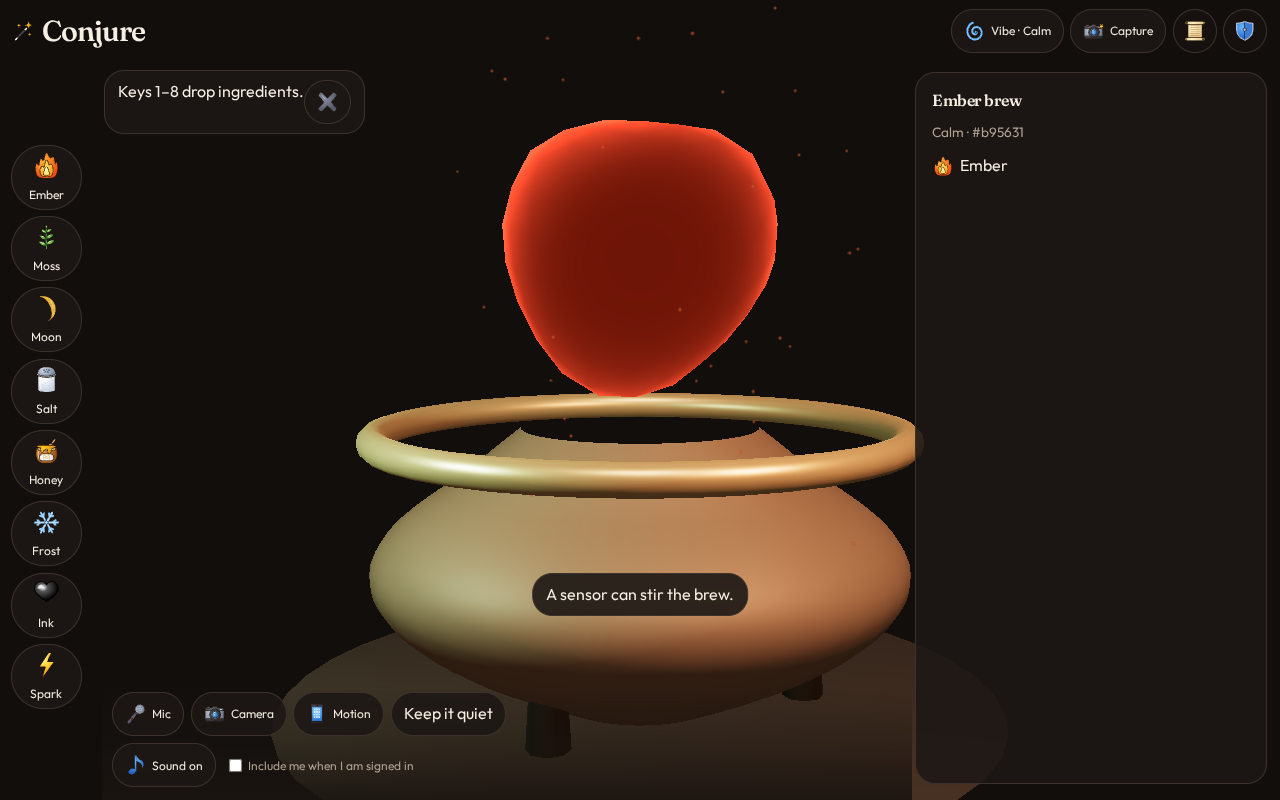 Conjure
Vibe · Calm
Capture
Keys 1–8 drop ingredients.
Ember brew
Calm · #b95631
Ember
Ember
Moss
Moon
Salt
Honey
Frost
Ink
Spark
A sensor can stir the brew.
Mic
Camera
Motion
Keep it quiet
Sound on
Include me when I am signed in